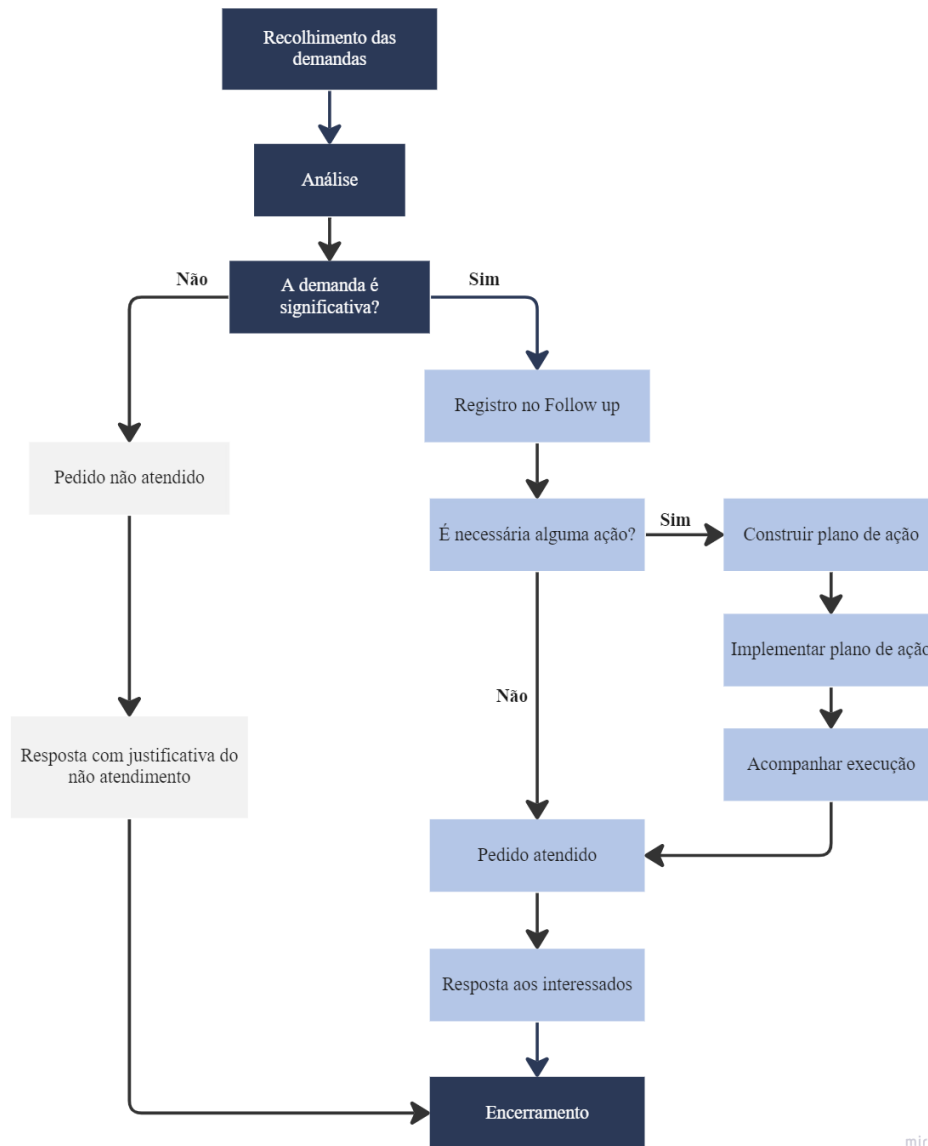 Recolhimento das
demandas
Análise
A demanda é
significativa?
Não
Sim
Registro no Follow up
Pedido não atendido
É necessária alguma ação?
Sim
Construir plano de ação
Implementar plano de ação
Não
Resposta com justificativa do
não atendimento
Acompanhar execução
Pedido atendido
Resposta aos interessados
Encerramento